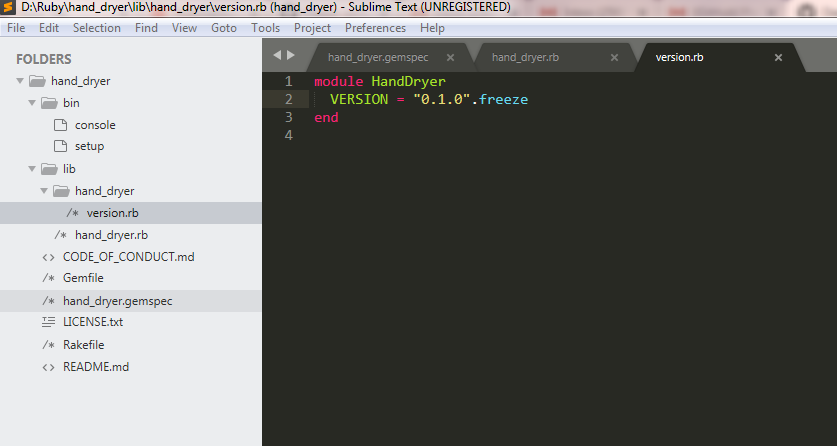 D:\Ruby\hand_dryer\lib\hand_dryer\version.rb (hand_dryer) - Sublime Text (UNREGISTERED)
File Edit Selection Find View Goto Tools Project Preferences Help
FOLDERS
hand_dryer
bin
console
setup
lib
hand_dryer
/* version.rb
/* hand_dryer.rb
<> CODE_OF_CONDUCT.md
/* Gemfile
/* hand_dryer.gemspec
LICENSE.txt
/* Rakefile
<> README.md
hand_dryer.gemspec × hand_dryer.rb × version.rb ×
1 module HandDryer
2 VERSION = "0.1.0".freeze
3 end
4